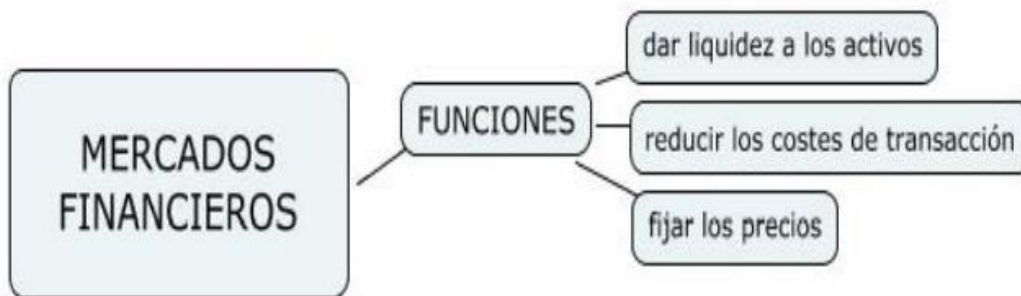 MERCADOS
FINANCIEROS
FUNCIONES
dar liquidez a los activos
reducir los costes de transacción
fijar los precios